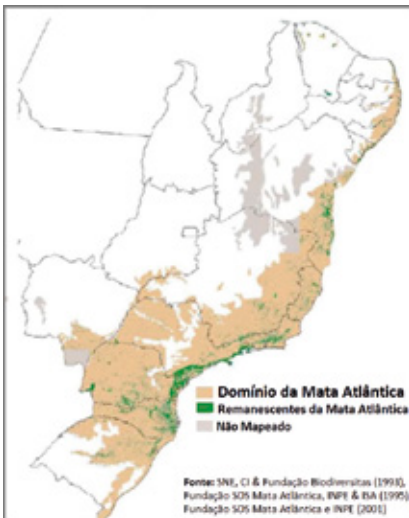 Domínio da Mata Atlântica
Remanescentes da Mata Atlântica
Não Mapeado
Fonte: SNE, CI & Fundação Biodiversitas (1993),
Fundação SOS Mata Atlântica, INPE & ISA (1995)
Fundação SOS Mata Atlântica e INPE (2001)